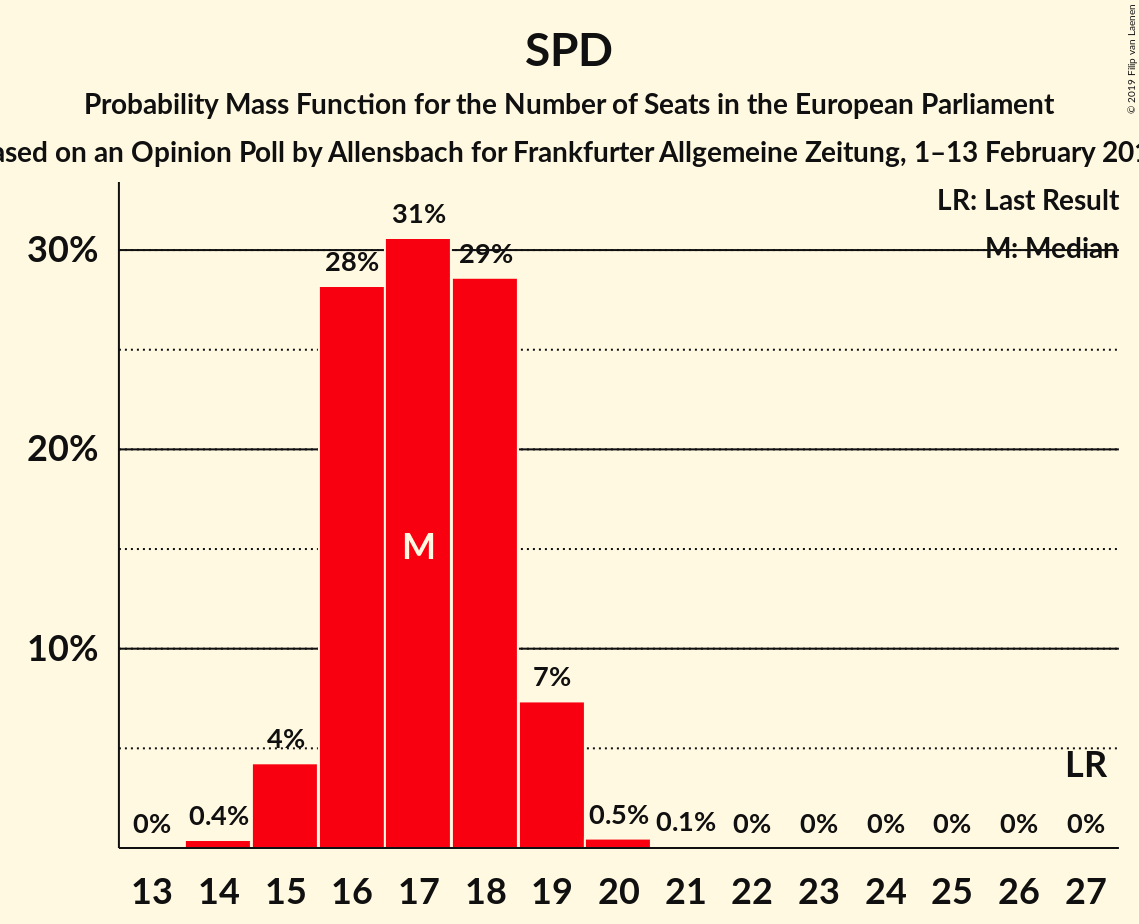 SPD
Probability Mass Function for the Number of Seats in the European Parliament
ased on an Opinion Poll by Allensbach for Frankfurter Allgemeine Zeitung, 1–13 February 201
© 2019 Filip van Laenen
LR: Last Result
M: Median
30%
20%
10%
0% 0.4% 4% 28% 31% 29% 7% 0.5% 0.1% 0% 0% 0% 0% 0% 0%
M
LR
13 14 15 16 17 18 19 20 21 22 23 24 25 26 27